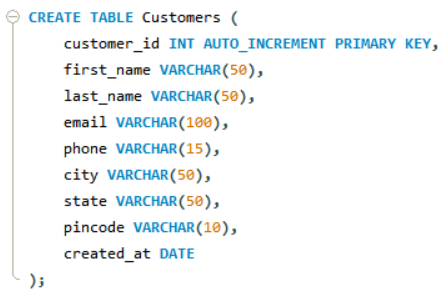 CREATE TABLE Customers (
customer_id INT AUTO_INCREMENT PRIMARY KEY,
first_name VARCHAR(50),
last_name VARCHAR(50),
email VARCHAR(100),
phone VARCHAR(15),
city VARCHAR(50),
state VARCHAR(50),
pincode VARCHAR(10),
created_at DATE
);